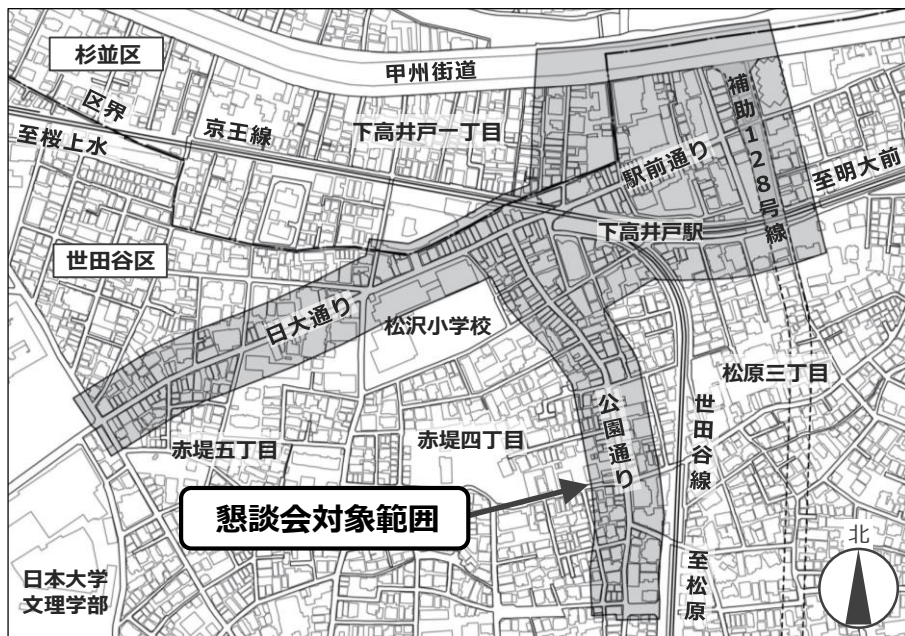 杉並区
甲州街道
区界
至桜上水
京王線
下高井戸一丁目
補助128号線
駅前通り
至明大前
下高井戸駅
世田谷区
日大通り
松沢小学校
松原三丁目
公園通り
世田谷線
赤堤五丁目
赤堤四丁目
懇談会対象範囲
至松原
北
日本大学
文理学部